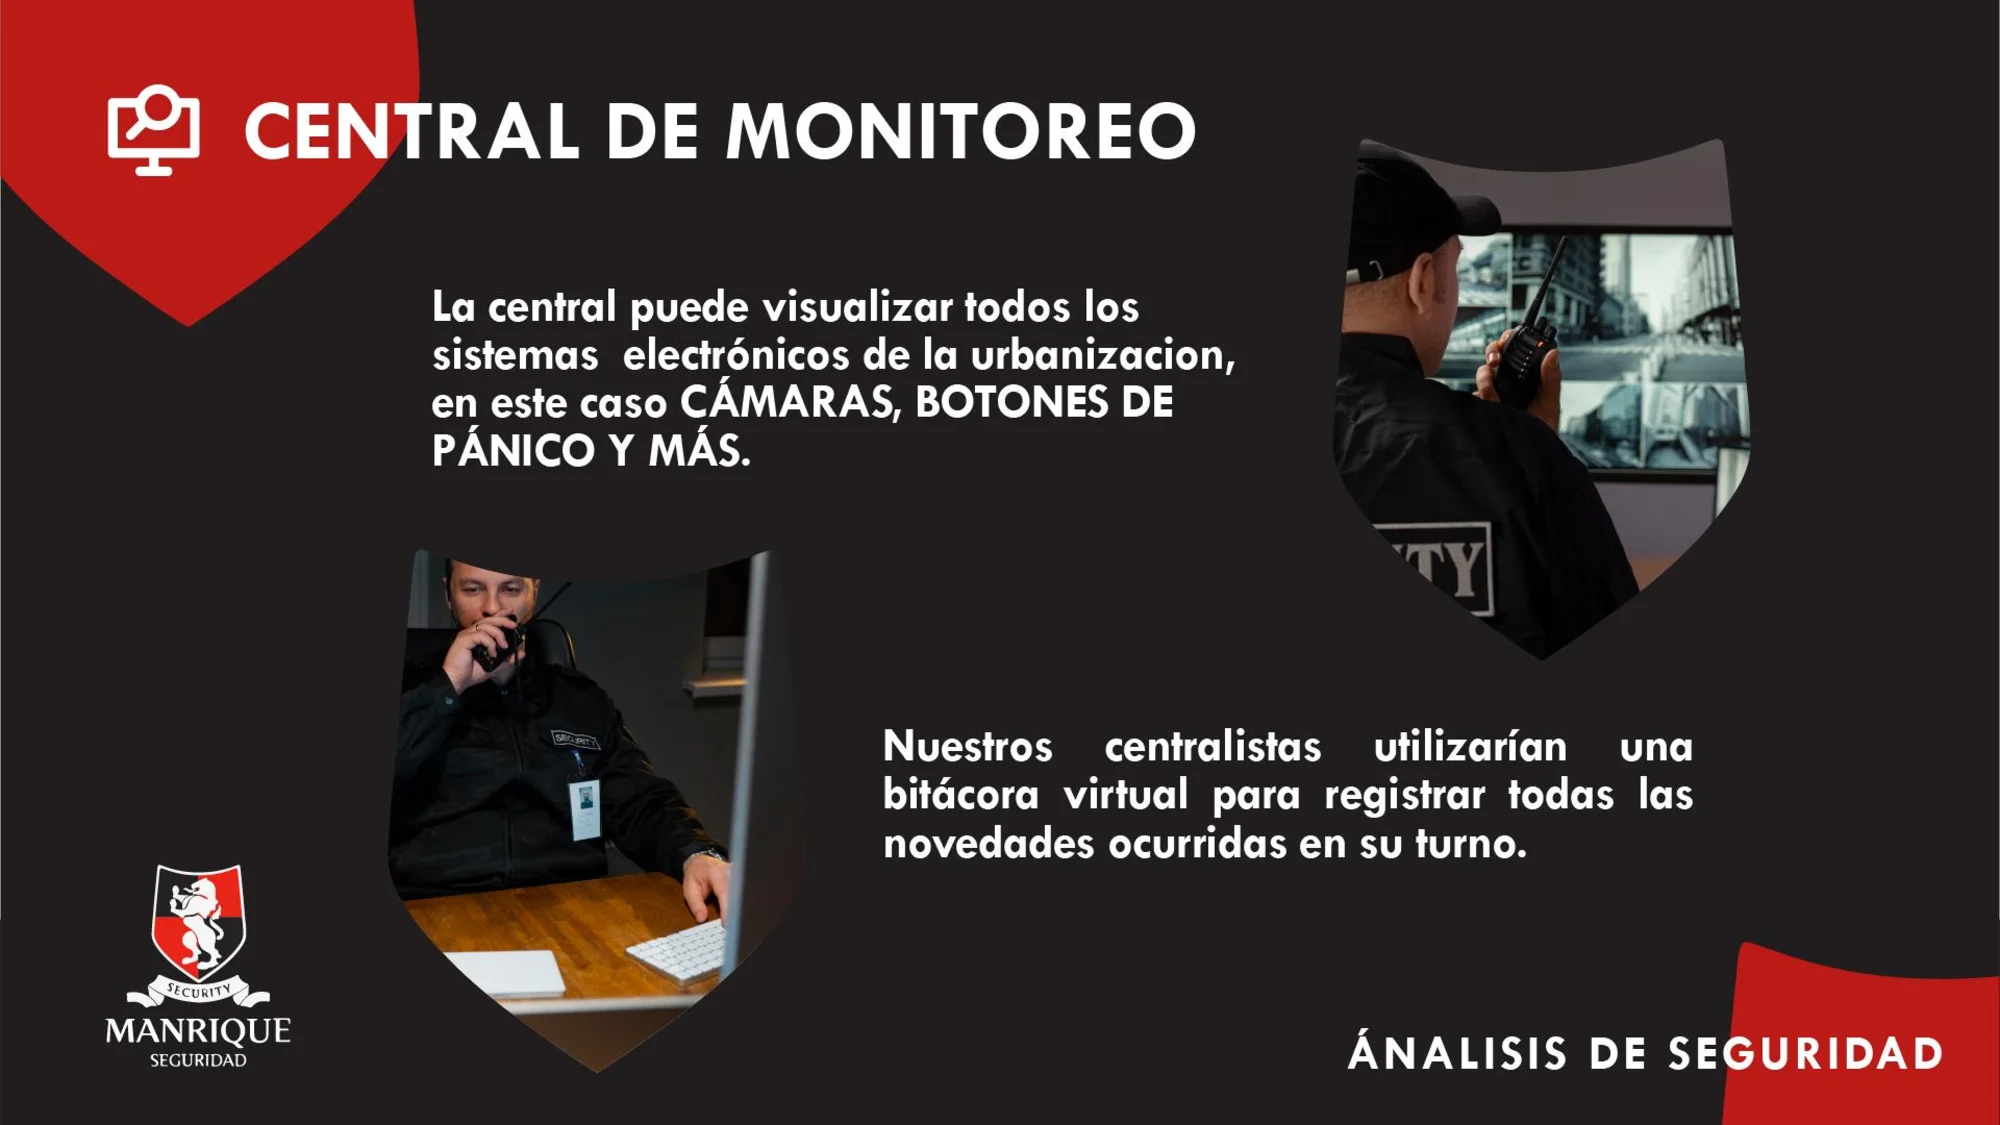 CENTRAL DE MONITOREO
La central puede visualizar todos los
sistemas electrónicos de la urbanizacion,
en este caso CÁMARAS, BOTONES DE
PÁNICO Y MÁS.
TY
SECURITY
Nuestros centralistas utilizarían una
bitácora virtual para registrar todas las
novedades ocurridas en su turno.
SECURITY
MANRIQUE
SEGURIDAD
ÁNALISIS DE SEGURIDAD